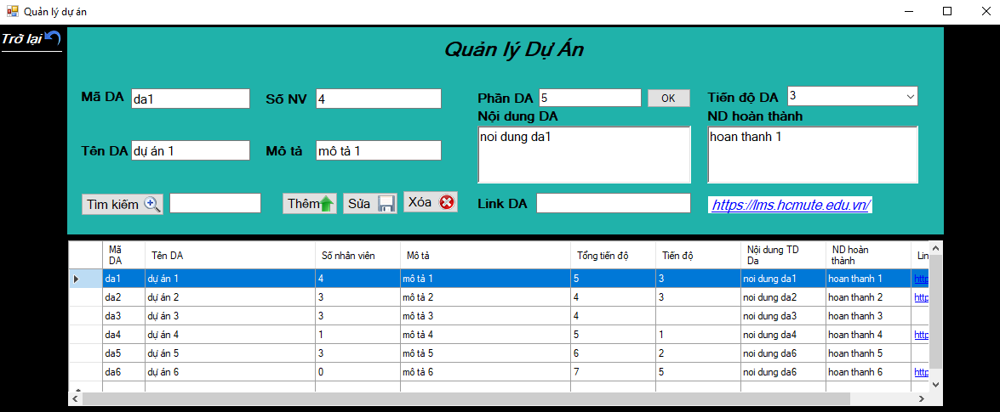 Quản lý dự án
Trở lại
Quản lý Dự Án
Mã DA da1 Số NV 4 Phần DA 5 OK Tiến độ DA 3
Nội dung DA ND hoàn thành
noi dung da1 hoan thanh 1
Tên DA dự án 1 Mô tả mô tả 1
Tìm kiếm Thêm Sửa Xóa Link DA https://lms.hcmute.edu.vn/
Mã DA Tên DA Số nhân viên Mô tả Tổng tiến độ Tiến độ Nội dung TD Da ND hoàn thành Lin
da1 dự án 1 4 mô tả 1 5 3 noi dung da1 hoan thanh 1 http
da2 dự án 2 3 mô tả 2 4 3 noi dung da2 hoan thanh 2 http
da3 dự án 3 3 mô tả 3 4 noi dung da3 hoan thanh 3
da4 dự án 4 1 mô tả 4 5 1 noi dung da4 hoan thanh 4 http
da5 dự án 5 3 mô tả 5 6 2 noi dung da6 hoan thanh 5
da6 dự án 6 0 mô tả 6 7 5 noi dung da6 hoan thanh 6 http